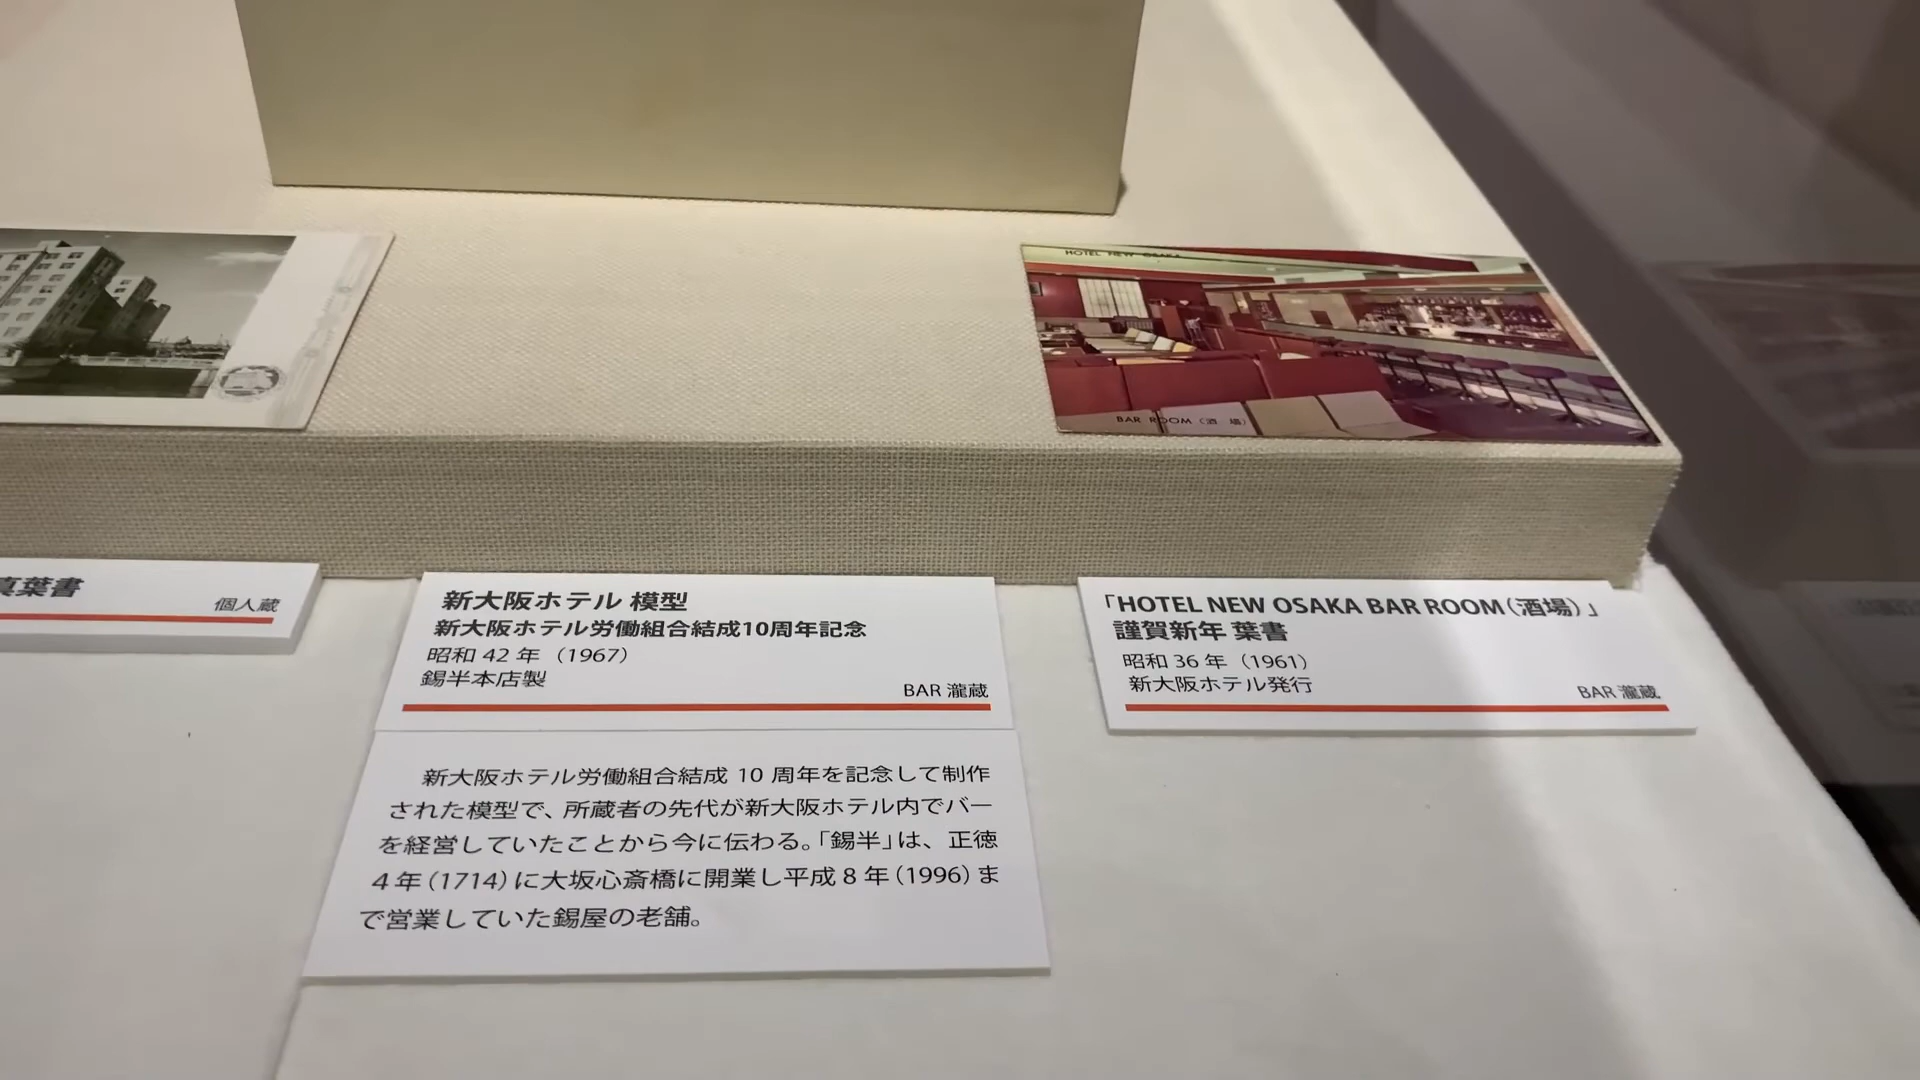 HOTEL NEW OSAKA
BAR ROOM（酒 場）
真葉書
個人蔵
新大阪ホテル 模型
新大阪ホテル労働組合結成10周年記念
昭和 42 年（1967）
錫半本店製
BAR 瀧蔵
新大阪ホテル労働組合結成 10 周年を記念して制作
された模型で、所蔵者の先代が新大阪ホテル内でバー
を経営していたことから今に伝わる。「錫半」は、正徳
4 年（1714）に大坂心斎橋に開業し平成 8 年（1996）ま
で営業していた錫屋の老舗。
「HOTEL NEW OSAKA BAR ROOM（酒場）」
謹賀新年 葉書
昭和 36 年（1961）
新大阪ホテル発行
BAR 瀧蔵